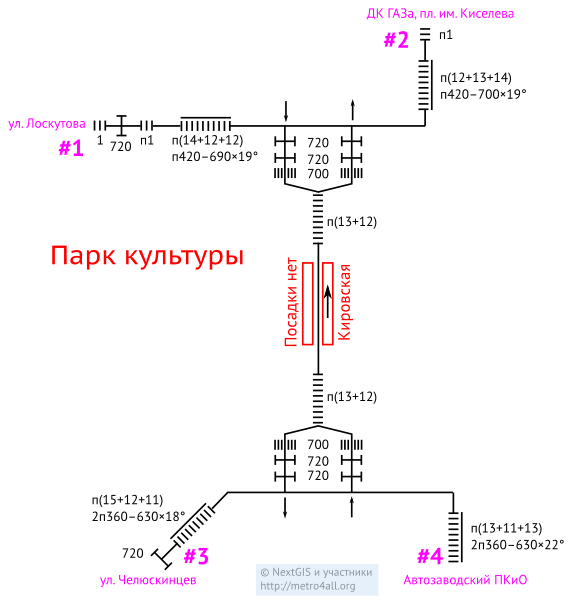 ДК ГАЗа, пл. им. Киселева
#2
п1
п(12+13+14)
п420–700×19°
ул. Лоскутова
#1
1
720
п1
п(14+12+12)
п420–690×19°
720
720
700
п(13+12)
Парк культуры
Посадки нет
Кировская
п(13+12)
700
720
720
п(15+12+11)
2п360–630×18°
720
#3
ул. Челюскинцев
п(13+11+13)
2п360–630×22°
#4
Автозаводский ПКиО
© NextGIS и участники
http://metro4all.org